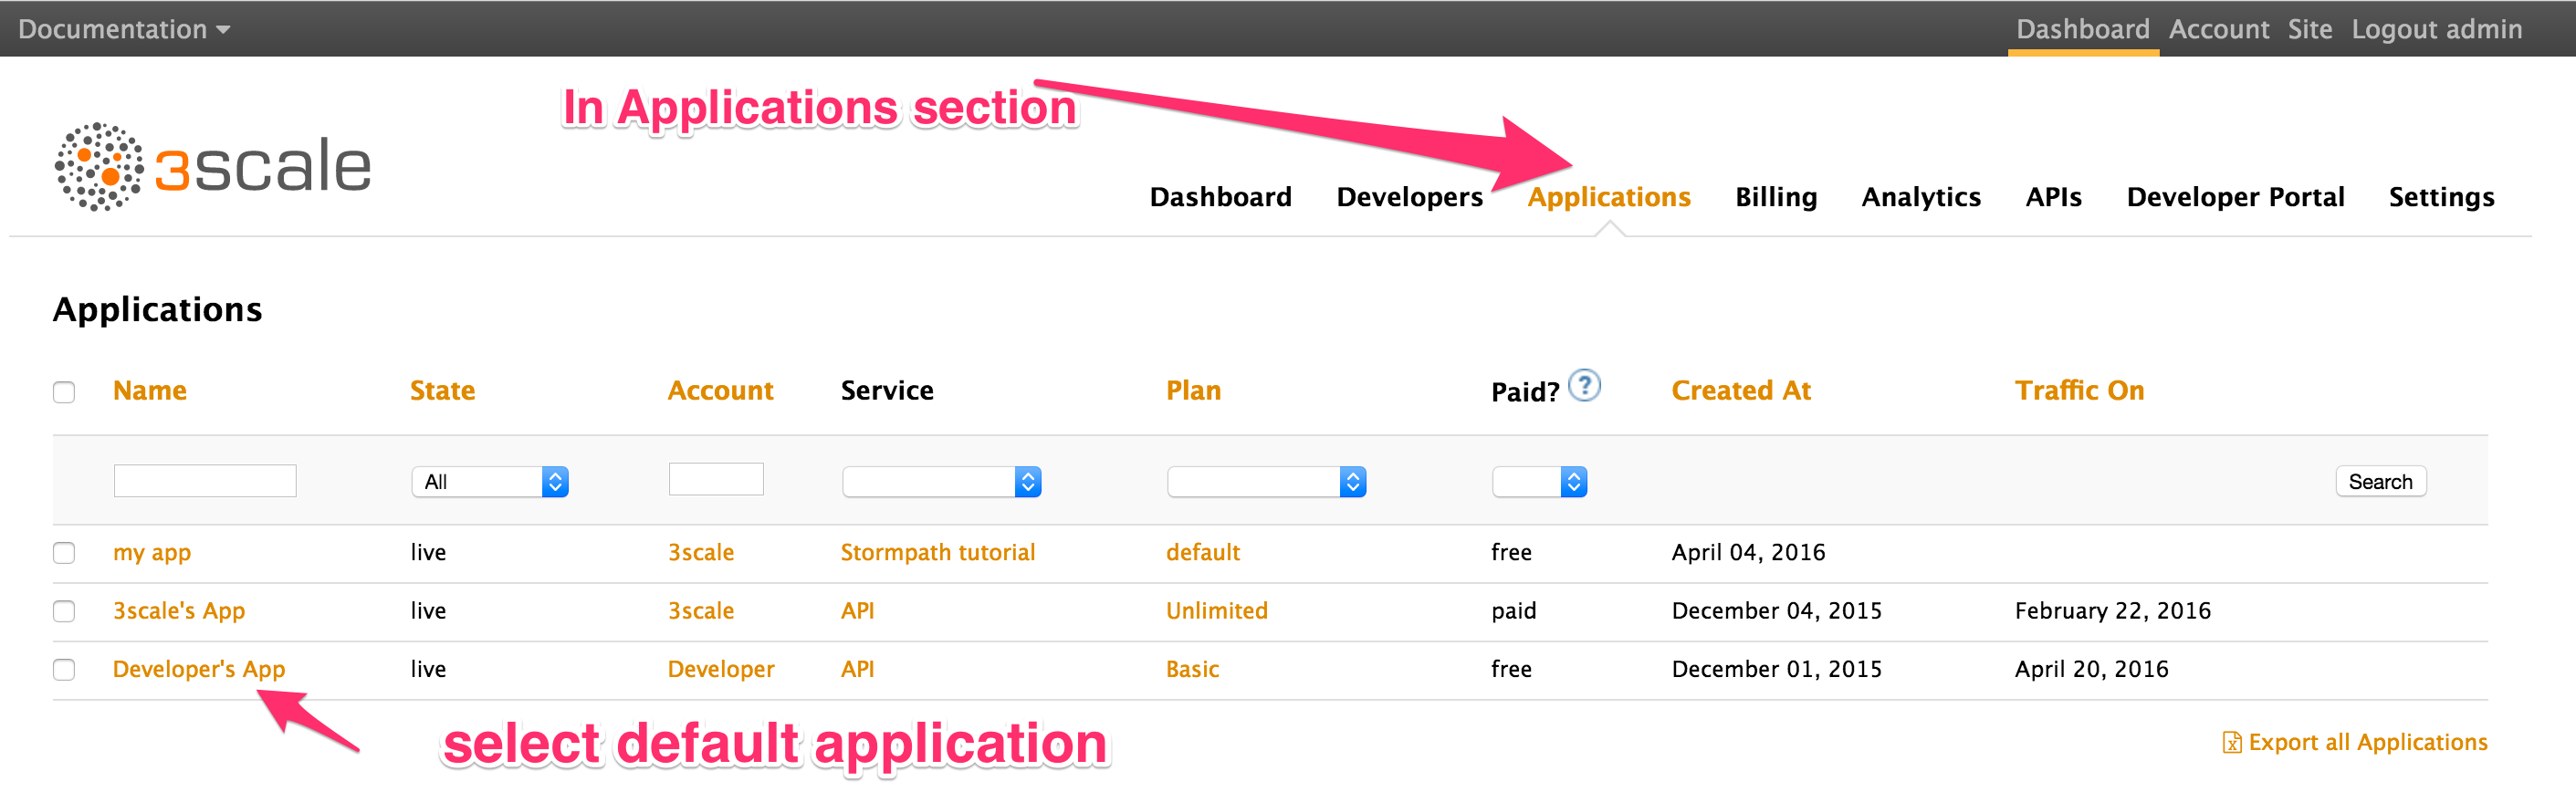 Documentation
Dashboard Account Site Logout admin
In Applications section
3scale
Dashboard Developers Applications Billing Analytics APIs Developer Portal Settings
Applications
Name State Account Service Plan Paid? ? Created At Traffic On
All Search
my app live 3scale Stormpath tutorial default free April 04, 2016
3scale's App live 3scale API Unlimited paid December 04, 2015 February 22, 2016
Developer's App live Developer API Basic free December 01, 2015 April 20, 2016
select default application
Export all Applications